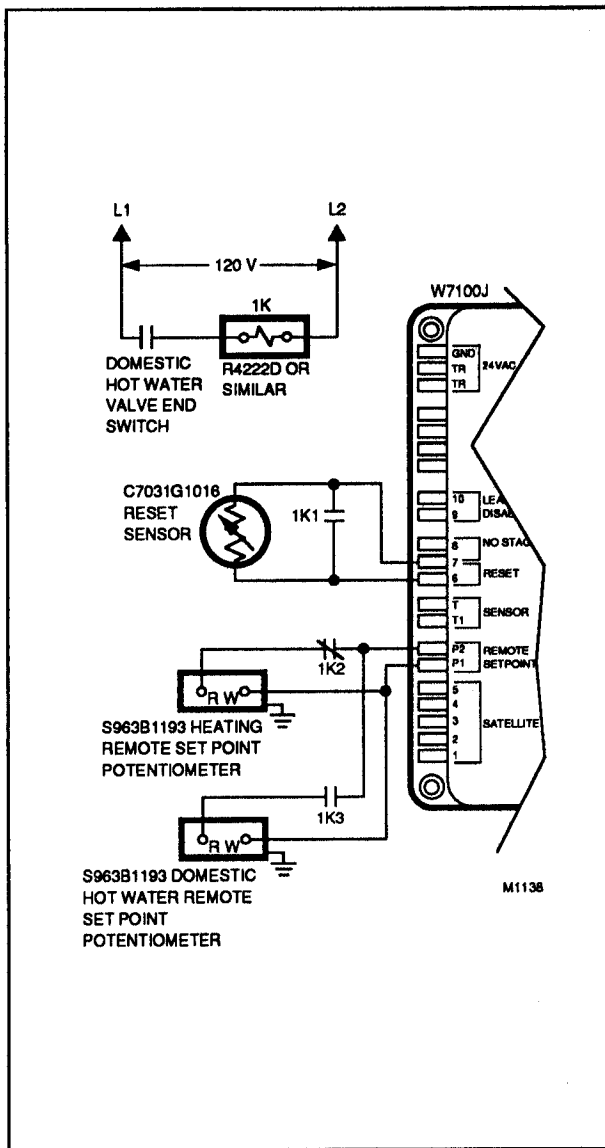 L1
L2
120 V
1K
DOMESTIC
HOT WATER
VALVE END
SWITCH
R4222D OR
SIMILAR
W7100J
GND
TR
TR
24VAC
C7031G1016
RESET
SENSOR
1K1
10
9
8
7
6
NO STAG
RESET
T
T1
SENSOR
P2
P1
REMOTE
SETPOINT
1K2
R W
S963B1193 HEATING
REMOTE SET POINT
POTENTIOMETER
5
4
3
2
1
SATELLITE
1K3
R W
S963B1193 DOMESTIC
HOT WATER REMOTE
SET POINT
POTENTIOMETER
M1138